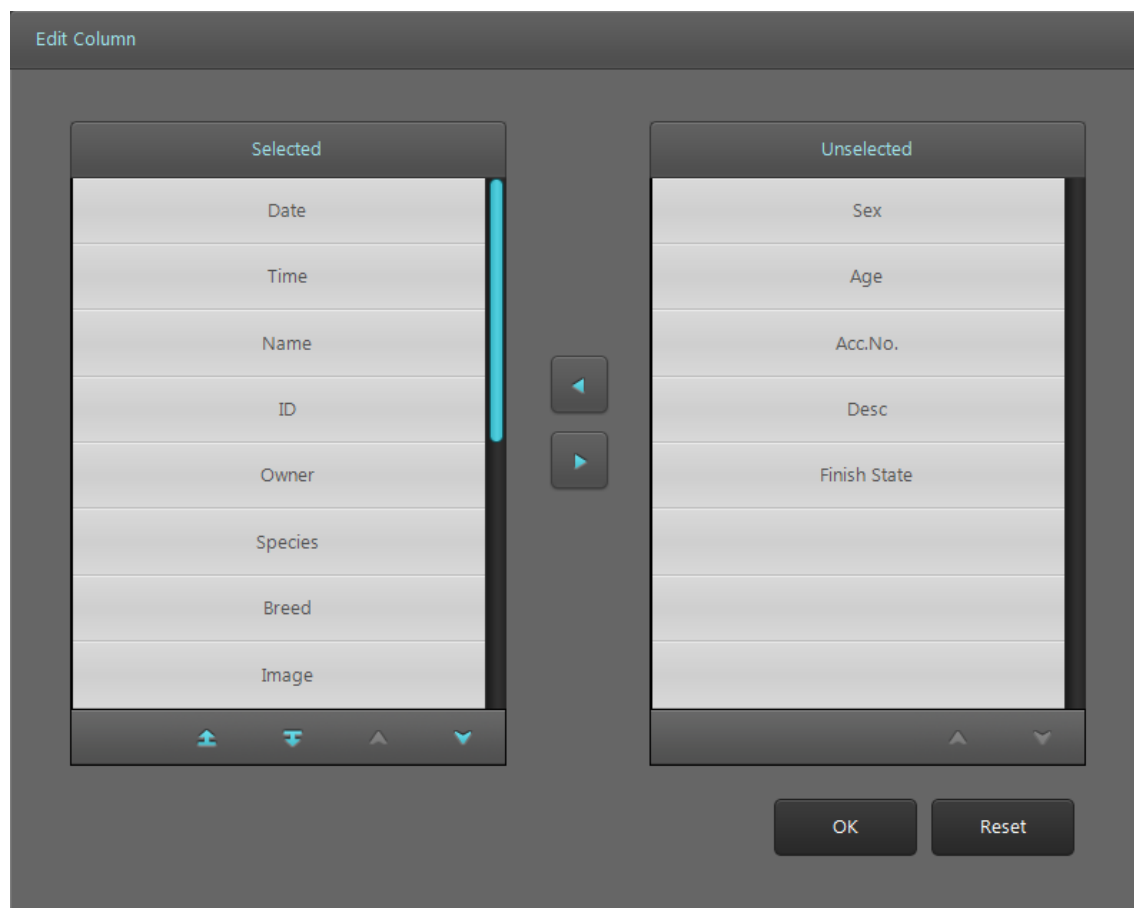 Edit Column
Selected
Date
Time
Name
ID
Owner
Species
Breed
Image
Unselected
Sex
Age
Acc.No.
Desc
Finish State
OK
Reset